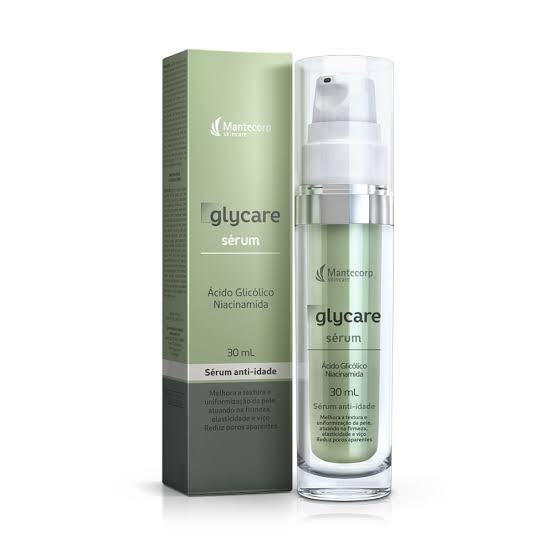 Mantecorp
skincare
glycare
sérum
Ácido Glicólico
Niacinamida
30 mL
Sérum anti-idade
Melhora a textura e
uniformização da pele,
atuando na firmeza,
elasticidade e viço
Reduz poros aparentes
Mantecorp
skincare
glycare
sérum
Ácido Glicólico
Niacinamida
30 mL
Sérum anti-idade
Melhora a textura e
uniformização da pele,
atuando na firmeza,
elasticidade e viço
Reduz poros aparentes